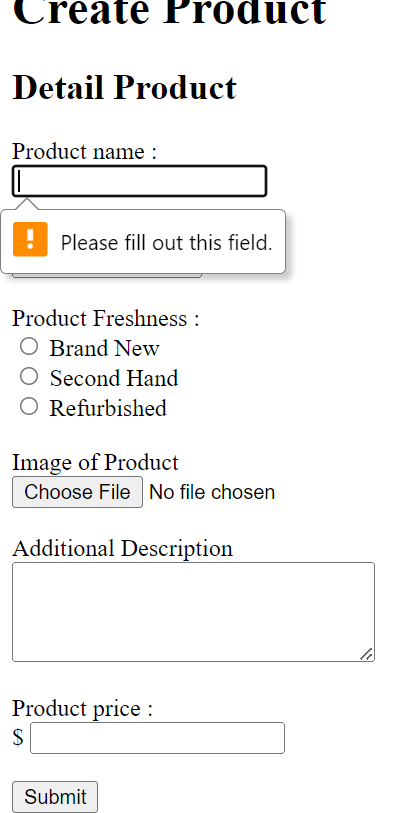 Create Product
Detail Product
Product name :
! Please fill out this field.
Product Freshness :
Brand New
Second Hand
Refurbished
Image of Product
Choose File No file chosen
Additional Description
Product price :
$
Submit